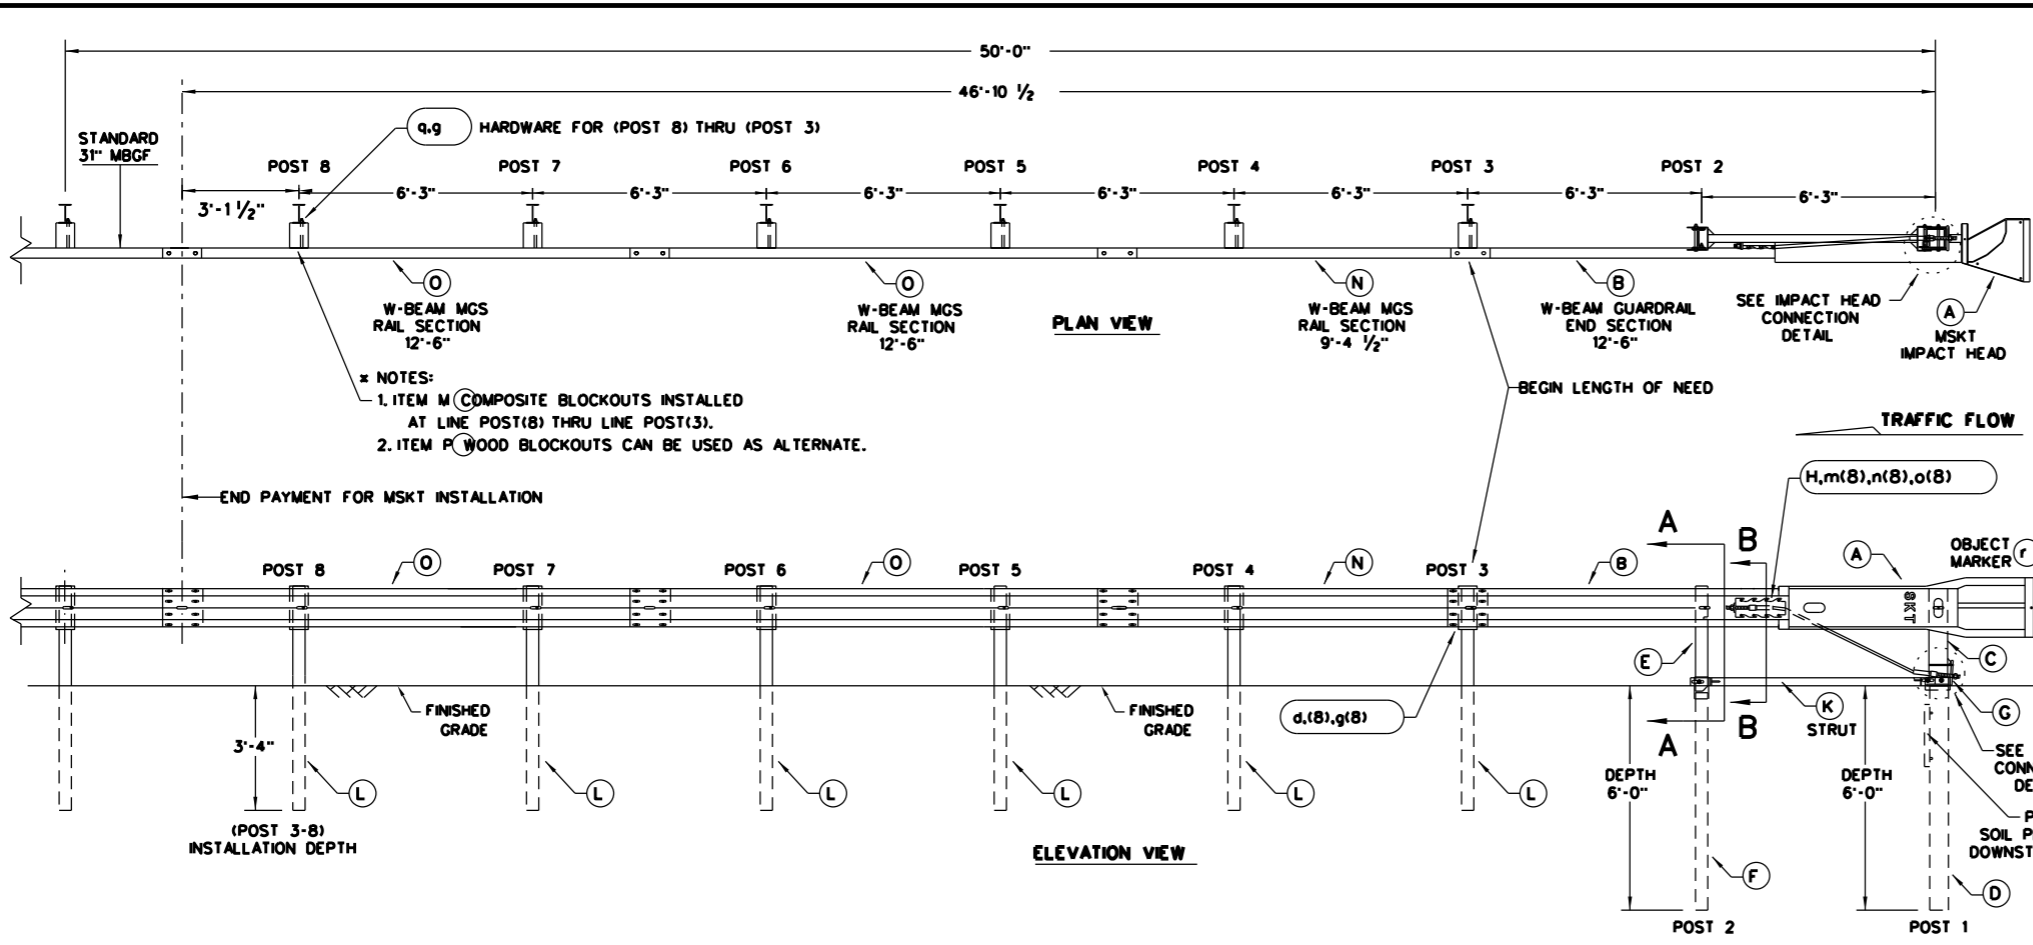 50'-0"
46'-10 1/2
q,g HARDWARE FOR (POST 8) THRU (POST 3)
STANDARD
31" MBGF
POST 8
POST 7
POST 6
POST 5
POST 4
POST 3
POST 2
3'-1 1/2"
6'-3"
6'-3"
6'-3"
6'-3"
6'-3"
6'-3"
6'-3"
O
W-BEAM MGS
RAIL SECTION
12'-6"
O
W-BEAM MGS
RAIL SECTION
12'-6"
PLAN VIEW
N
W-BEAM MGS
RAIL SECTION
9'-4 1/2"
B
W-BEAM GUARDRAIL
END SECTION
12'-6"
SEE IMPACT HEAD
CONNECTION
DETAIL
A
MSKT
IMPACT HEAD
* NOTES:
1. ITEM M COMPOSITE BLOCKOUTS INSTALLED
AT LINE POST(8) THRU LINE POST(3).
2. ITEM P WOOD BLOCKOUTS CAN BE USED AS ALTERNATE.
BEGIN LENGTH OF NEED
TRAFFIC FLOW
END PAYMENT FOR MSKT INSTALLATION
H,m(8),n(8),o(8)
POST 8
O
POST 7
POST 6
O
POST 5
POST 4
N
POST 3
B
A
B
A
OBJECT
MARKER r
SKT
E
C
FINISHED
GRADE
FINISHED
GRADE
d,(8),g(8)
A
B
K
STRUT
G
SEE
CONN
DE
3'-4"
L
L
L
L
L
L
DEPTH
6'-0"
DEPTH
6'-0"
P
SOIL P
DOWNST
(POST 3-8)
INSTALLATION DEPTH
ELEVATION VIEW
F
D
POST 2
POST 1